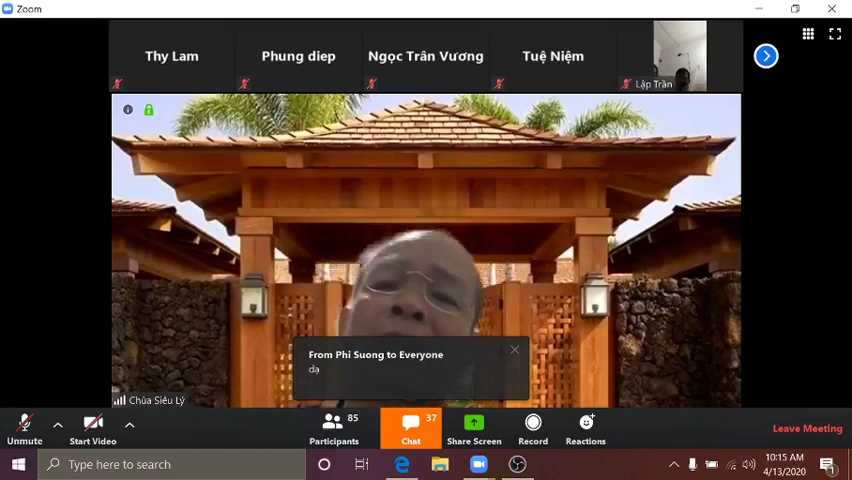 Zoom
Thy Lam
Phung diep
Ngọc Trân Vương
Tuệ Niệm
Lập Trần
From Phi Suong to Everyone
dạ
Chùa Siêu Lý
85
37
Unmute
Start Video
Participants
Chat
Share Screen
Record
Reactions
Leave Meeting
Type here to search
10:15 AM
4/13/2020
1